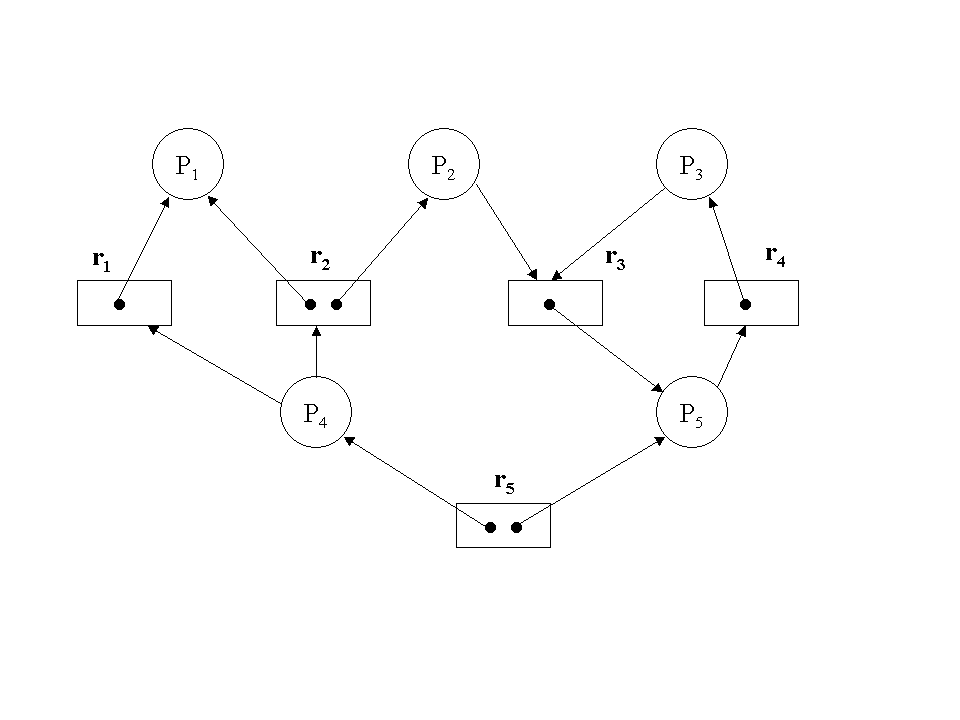 P₁ P₂ P₃
r₁ r₂ r₃ r₄
P₄ P₅
r₅